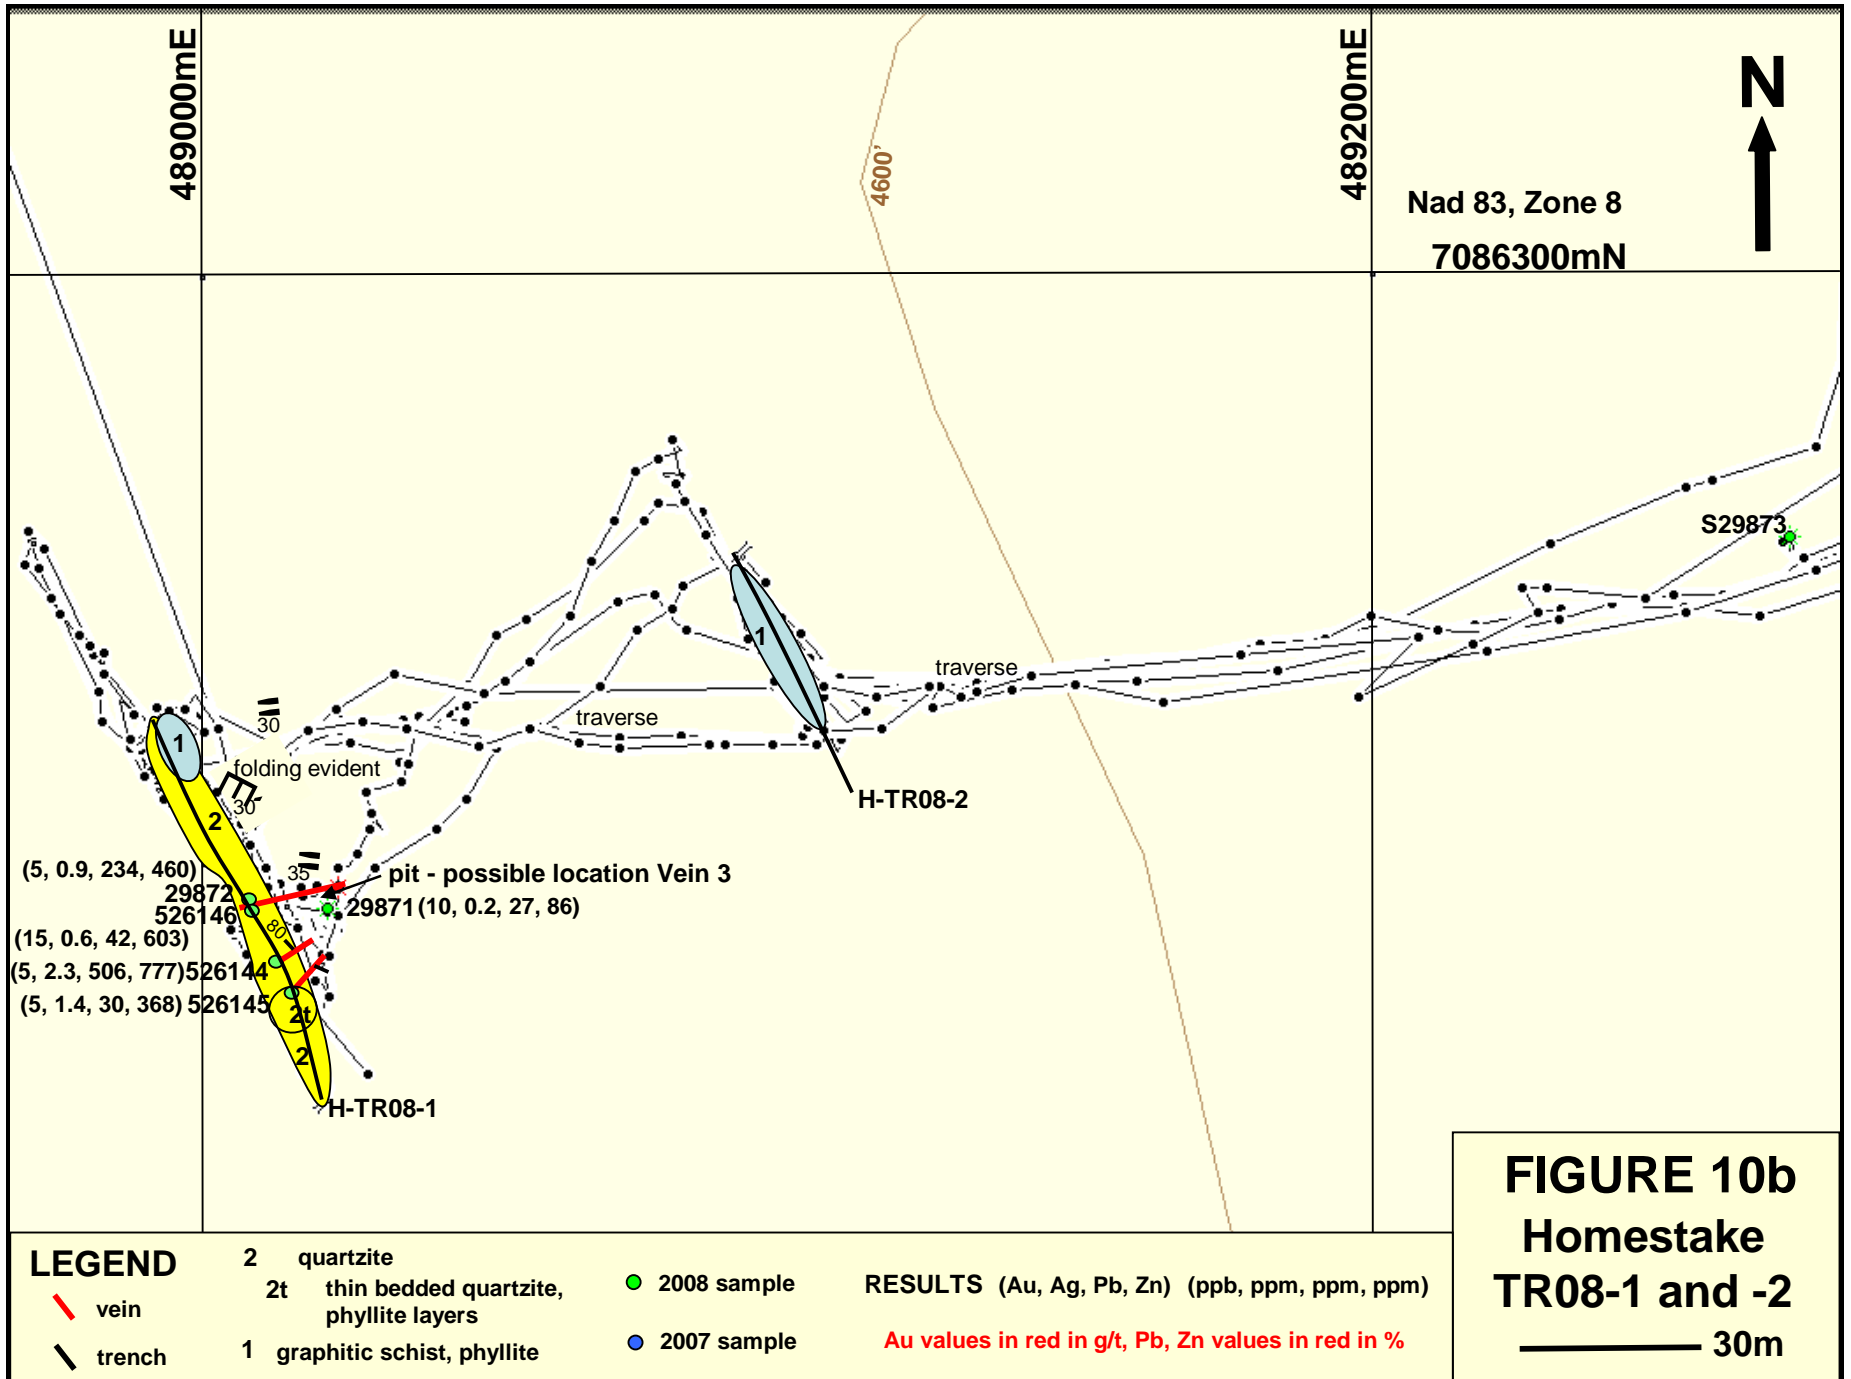 489000mE
489200mE
N
4600'
Nad 83, Zone 8
7086300mN
S29873
1
traverse
traverse
30
1
folding evident
30
2
H-TR08-2
(5, 0.9, 234, 460)
35
pit - possible location Vein 3
29872
29871 (10, 0.2, 27, 86)
526146
80
(15, 0.6, 42, 603)
(5, 2.3, 506, 777) 526144
(5, 1.4, 30, 368) 526145
2t
2
H-TR08-1
FIGURE 10b
Homestake
TR08-1 and -2
30m
LEGEND
vein
trench
2 quartzite
2t thin bedded quartzite,
phyllite layers
1 graphitic schist, phyllite
2008 sample
2007 sample
RESULTS (Au, Ag, Pb, Zn) (ppb, ppm, ppm, ppm)
Au values in red in g/t, Pb, Zn values in red in %